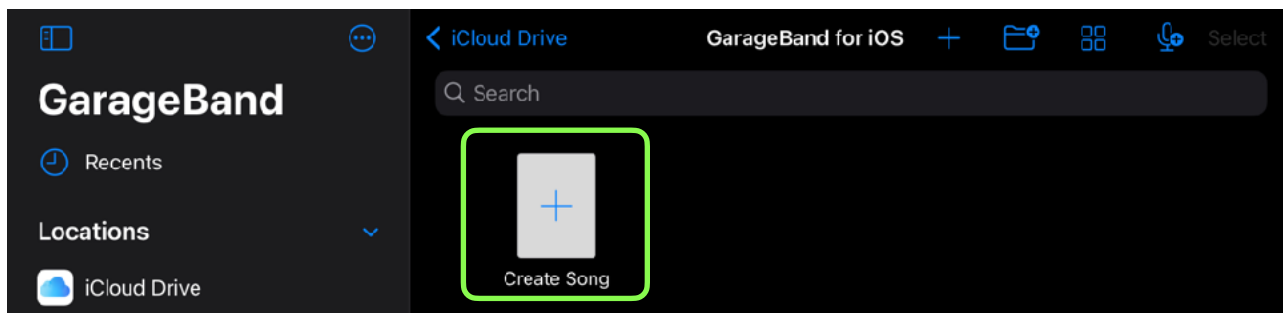 GarageBand
Recents
Locations
iCloud Drive
iCloud Drive
GarageBand for iOS
Select
Search
Create Song